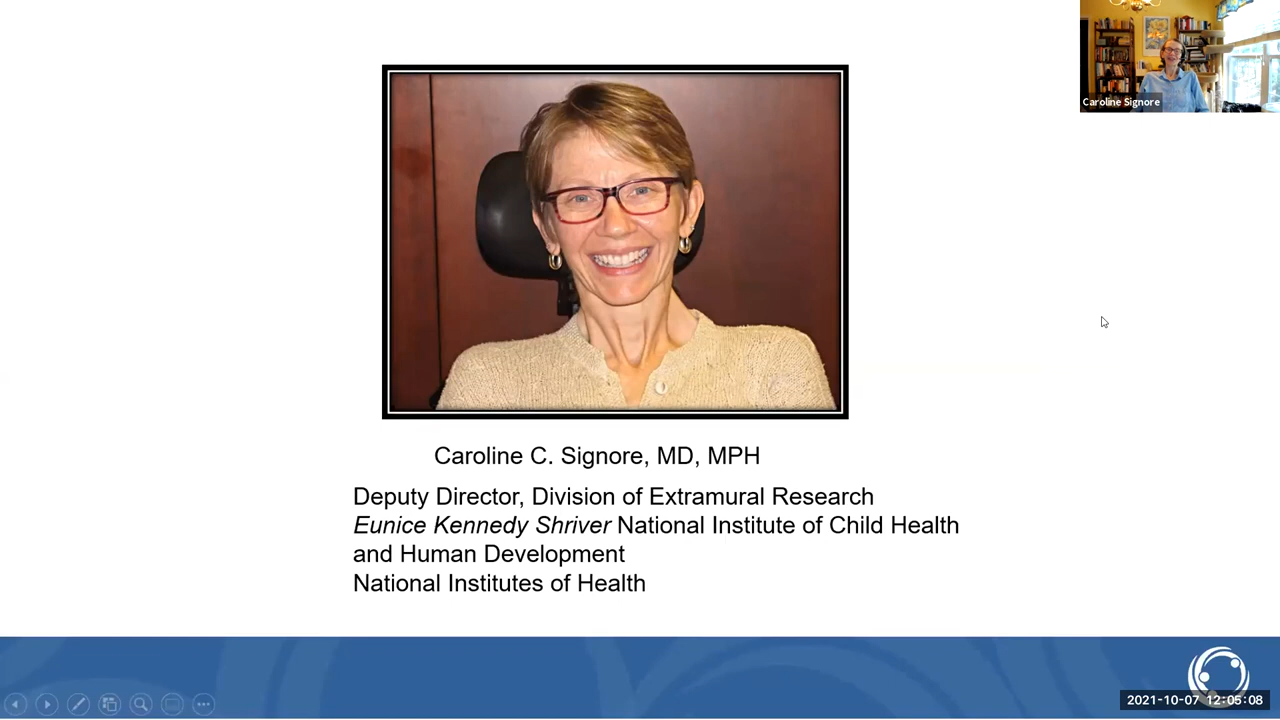 Caroline Signore
Caroline C. Signore, MD, MPH
Deputy Director, Division of Extramural Research
Eunice Kennedy Shriver National Institute of Child Health
and Human Development
National Institutes of Health
2021-10-07 12:05:08